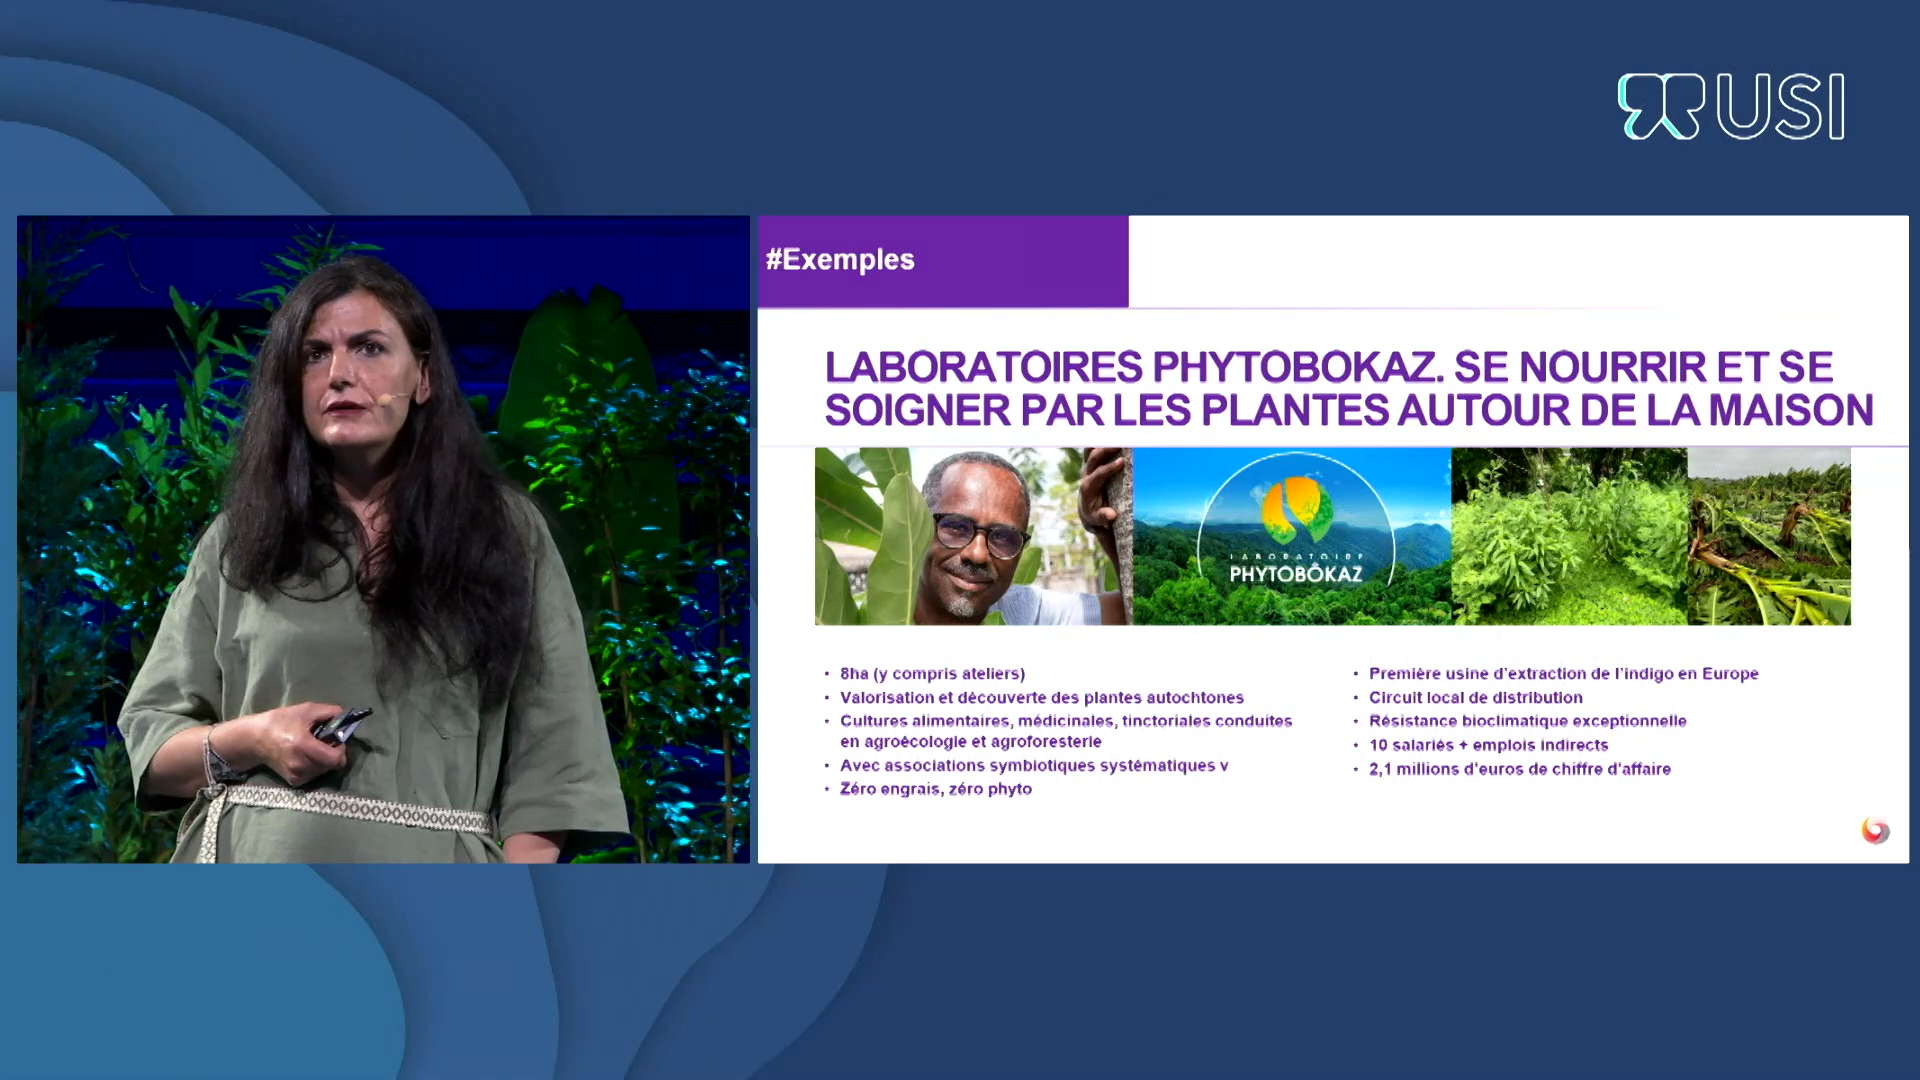 USI
#Exemples
LABORATOIRES PHYTOBOKAZ. SE NOURRIR ET SE
SOIGNER PAR LES PLANTES AUTOUR DE LA MAISON
LABORATOIRE
PHYTOBÔKAZ
• 8ha (y compris ateliers)
• Valorisation et découverte des plantes autochtones
• Cultures alimentaires, médicinales, tinctoriales conduites
en agroécologie et agroforesterie
• Avec associations symbiotiques systématiques v
• Zéro engrais, zéro phyto
• Première usine d'extraction de l'indigo en Europe
• Circuit local de distribution
• Résistance bioclimatique exceptionnelle
• 10 salariés + emplois indirects
• 2,1 millions d'euros de chiffre d'affaire